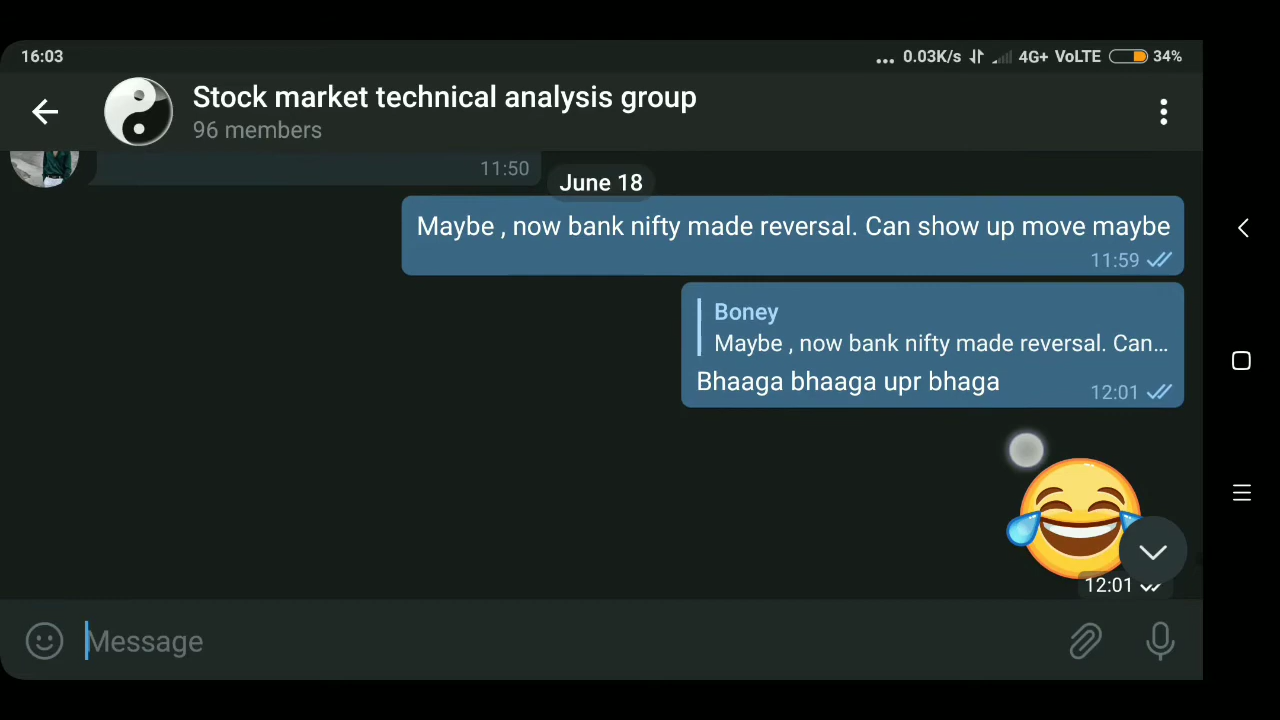 16:03
... 0.03K/s 4G+ VoLTE 34%
Stock market technical analysis group
96 members
11:50
June 18
Maybe , now bank nifty made reversal. Can show up move maybe
11:59
Boney
Maybe , now bank nifty made reversal. Can...
Bhaaga bhaaga upr bhaga
12:01
12:01
Message